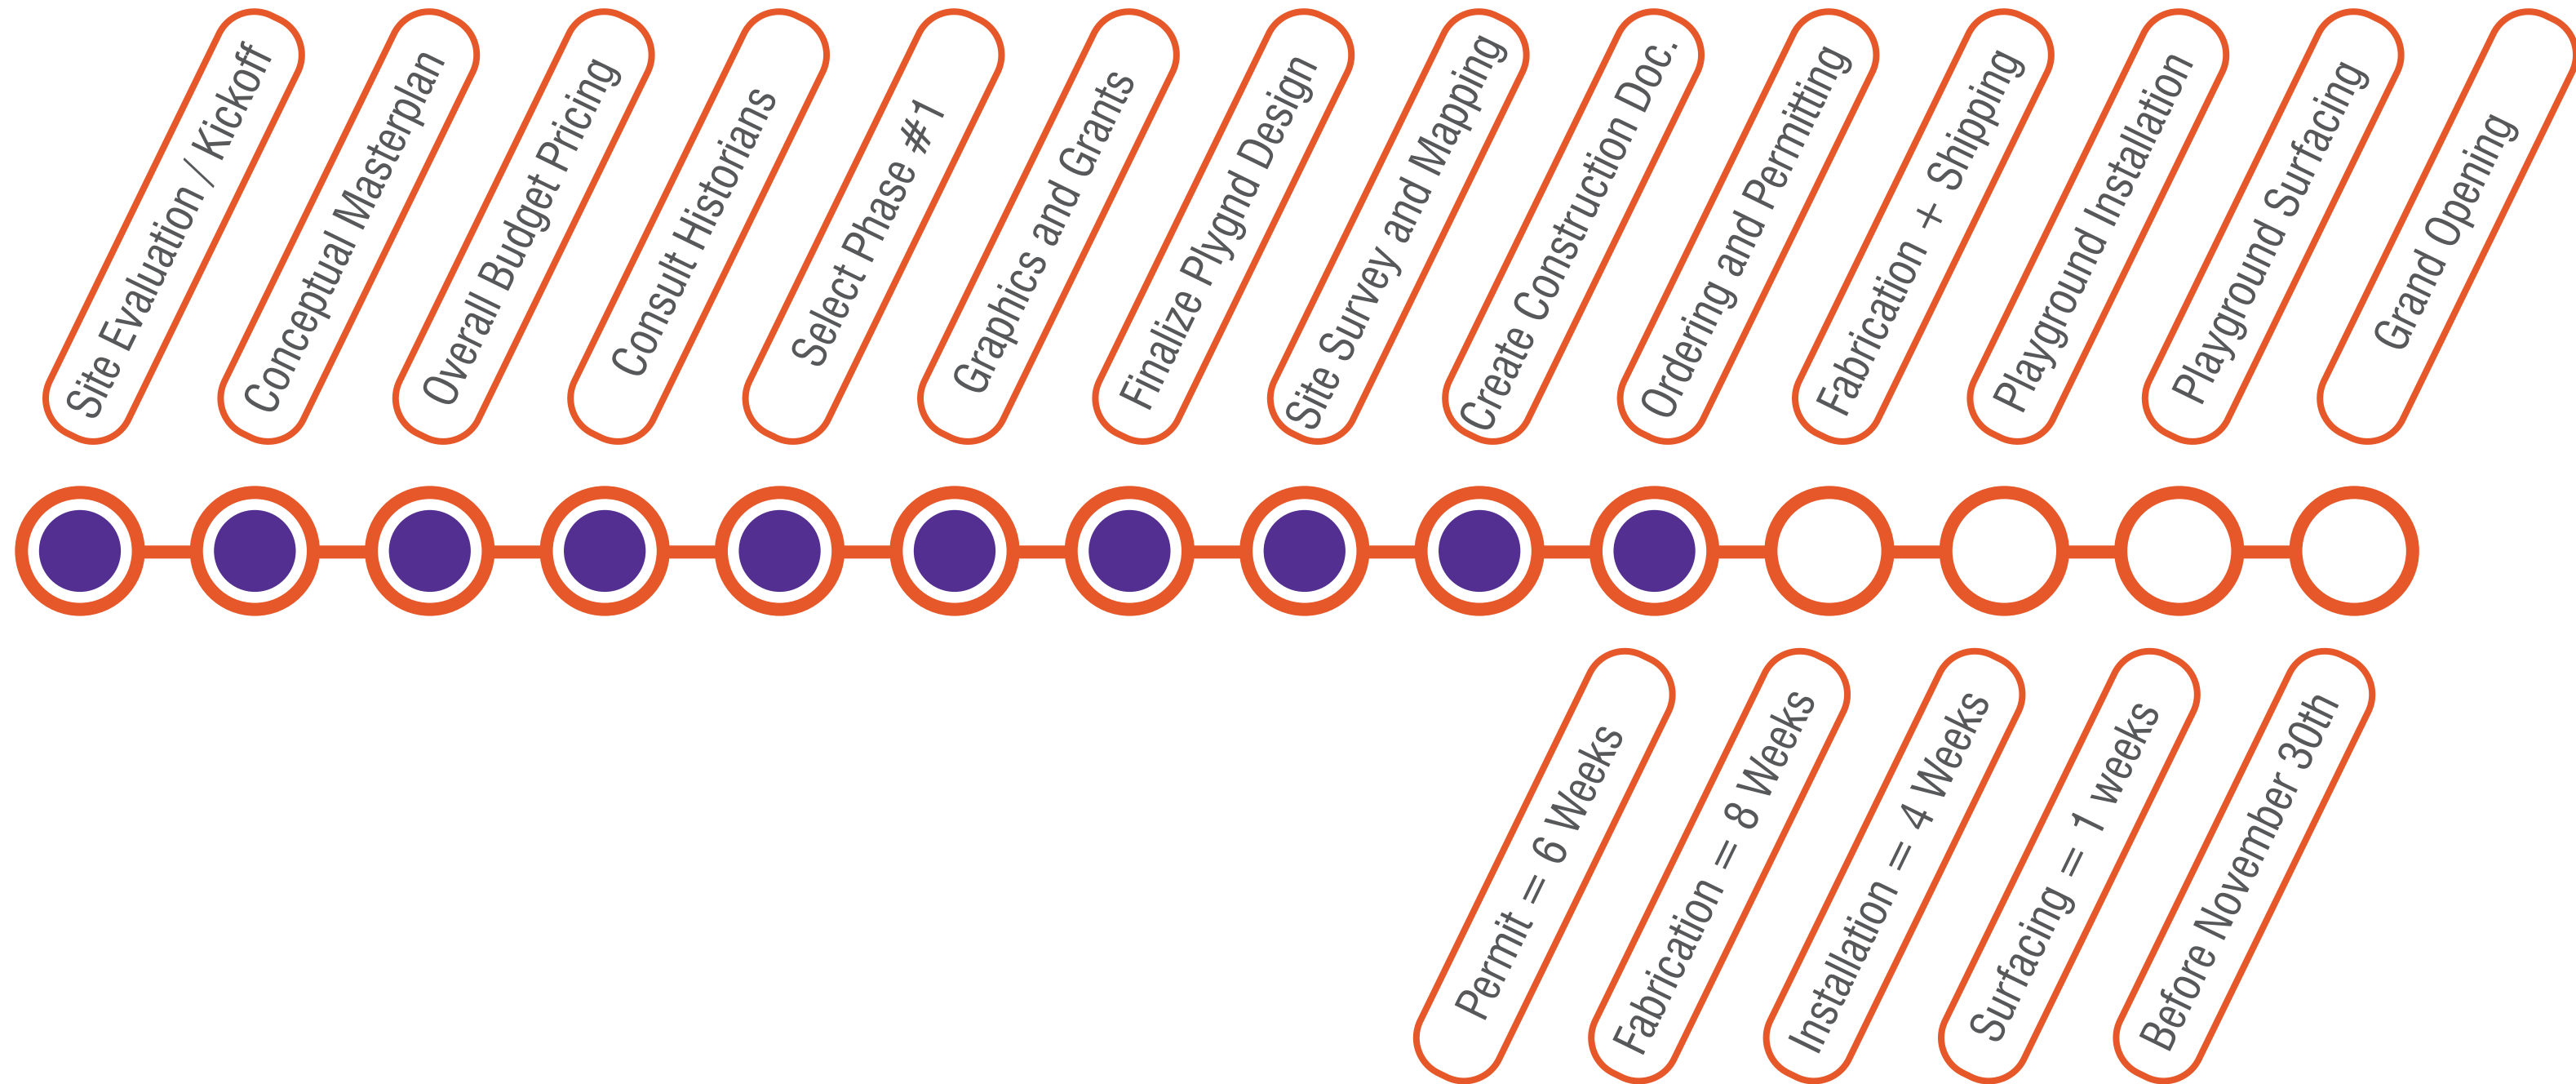 Site Evaluation / Kickoff
Conceptual Masterplan
Overall Budget Pricing
Consult Historians
Select Phase #1
Graphics and Grants
Finalize Plygnd Design
Site Survey and Mapping
Create Construction Doc.
Ordering and Permitting
Fabrication + Shipping
Playground Installation
Playground Surfacing
Grand Opening
Permit = 6 Weeks
Fabrication = 8 Weeks
Installation = 4 Weeks
Surfacing = 1 weeks
Before November 30th